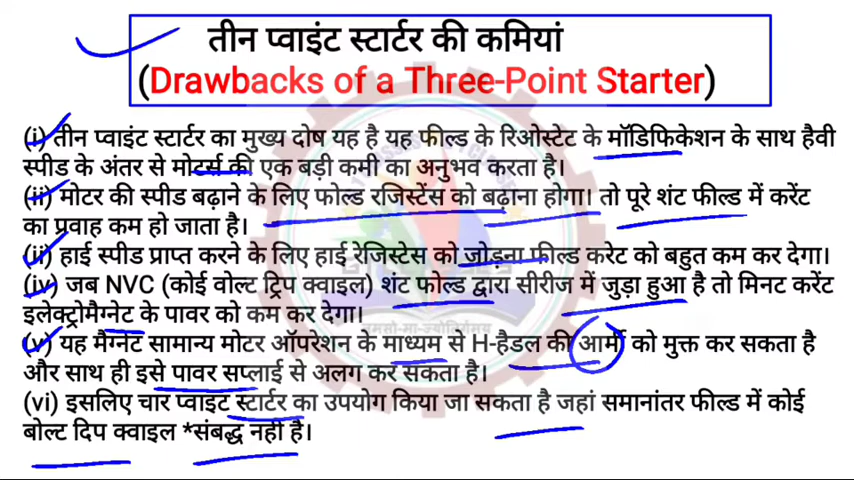 तीन प्वाइंट स्टार्टर की कमियां
(Drawbacks of a Three-Point Starter)
(i) तीन प्वाइंट स्टार्टर का मुख्य दोष यह है यह फील्ड के रिओस्टेट के मॉडिफिकेशन के साथ हैवी
स्पीड के अंतर से मोटर्स की एक बड़ी कमी का अनुभव करता है।
(ii) मोटर की स्पीड बढ़ाने के लिए फोल्ड रजिस्टेंस को बढ़ाना होगा। तो पूरे शंट फील्ड में करेंट
का प्रवाह कम हो जाता है।
(ii) हाई स्पीड प्राप्त करने के लिए हाई रेजिस्टेस को जोड़ना फील्ड करेट को बहुत कम कर देगा।
(iv) जब NVC (कोई वोल्ट ट्रिप क्वाइल) शंट फोल्ड द्वारा सीरीज में जुड़ा हुआ है तो मिनट करेंट
इलेक्ट्रोमैग्नेट के पावर को कम कर देगा।
(v) यह मैग्नेट सामान्य मोटर ऑपरेशन के माध्यम से H-हैडल की आर्मी को मुक्त कर सकता है
और साथ ही इसे पावर सप्लाई से अलग कर सकता है।
(vi) इसलिए चार प्वाइट स्टार्टर का उपयोग किया जा सकता है जहां समानांतर फील्ड में कोई
बोल्ट दिप क्वाइल *संबद्ध नही है।
तमसो-मा-ज्योतिर्गमय